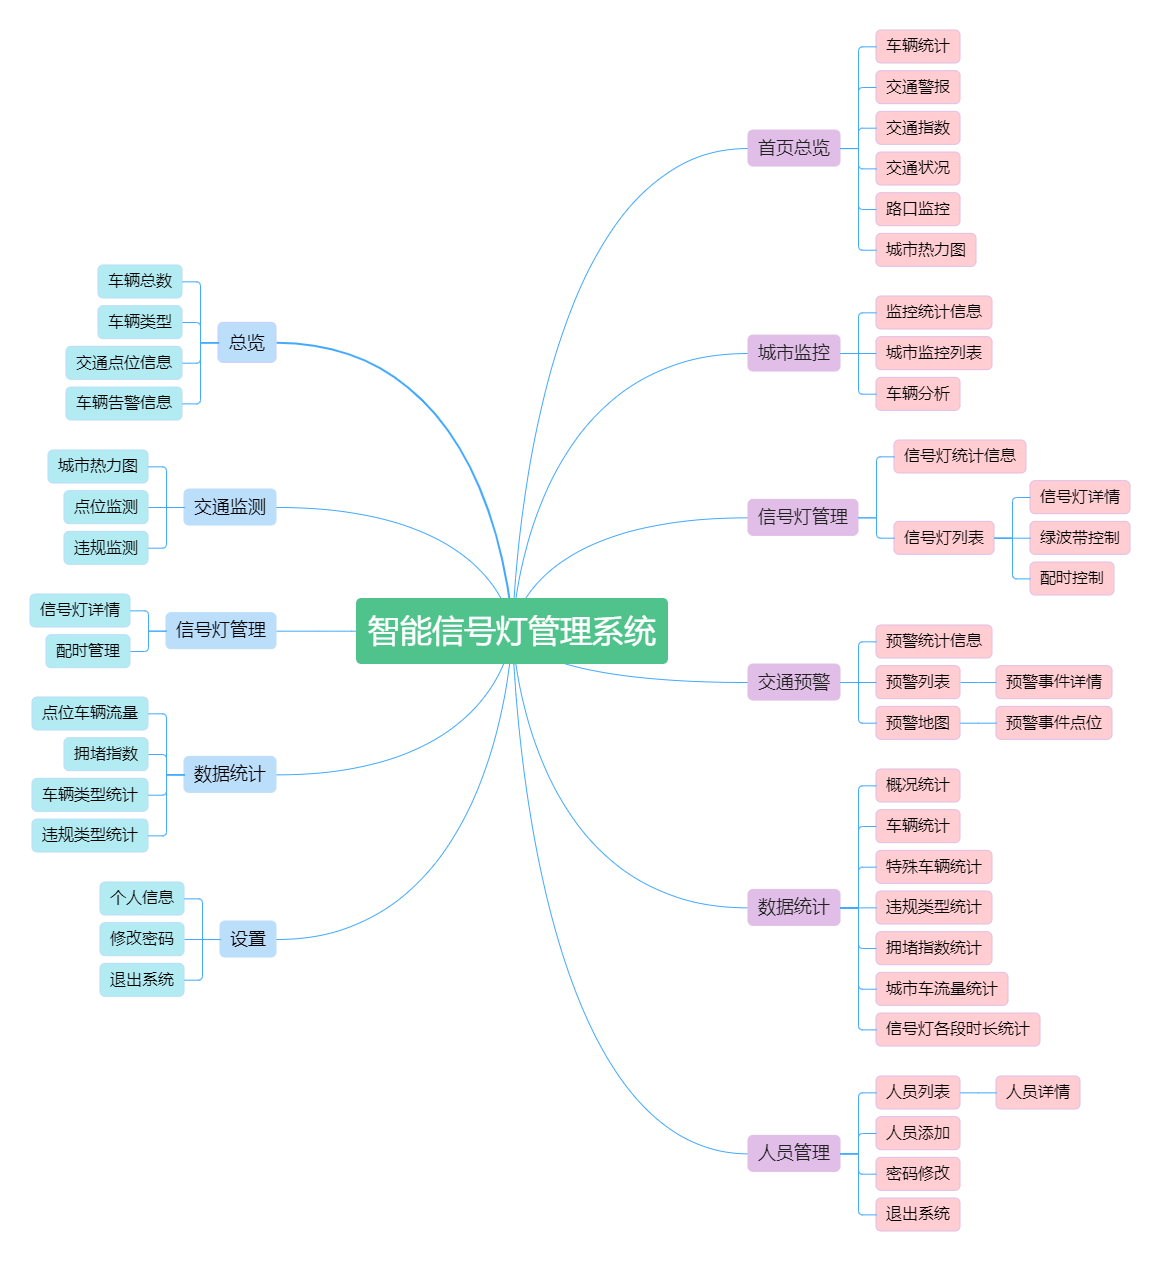 智能信号灯管理系统
首页总览
车辆统计
交通警报
交通指数
交通状况
路口监控
城市热力图
城市监控
监控统计信息
城市监控列表
车辆分析
信号灯管理
信号灯统计信息
信号灯列表
信号灯详情
绿波带控制
配时控制
交通预警
预警统计信息
预警列表
预警事件详情
预警地图
预警事件点位
数据统计
概况统计
车辆统计
特殊车辆统计
违规类型统计
拥堵指数统计
城市车流量统计
信号灯各段时长统计
人员管理
人员列表
人员详情
人员添加
密码修改
退出系统
总览
车辆总数
车辆类型
交通点位信息
车辆告警信息
交通监测
城市热力图
点位监测
违规监测
信号灯管理
信号灯详情
配时管理
数据统计
点位车辆流量
拥堵指数
车辆类型统计
违规类型统计
设置
个人信息
修改密码
退出系统